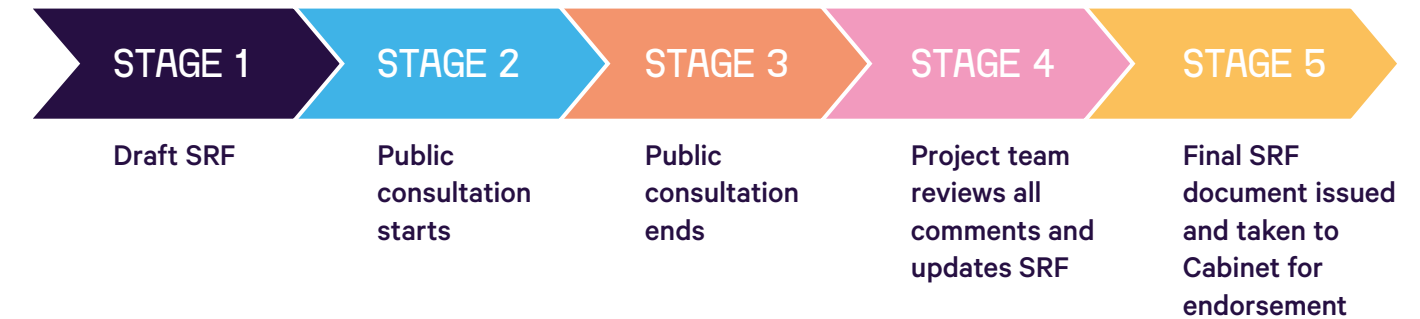 STAGE 1
Draft SRF
STAGE 2
Public
consultation
starts
STAGE 3
Public
consultation
ends
STAGE 4
Project team
reviews all
comments and
updates SRF
STAGE 5
Final SRF
document issued
and taken to
Cabinet for
endorsement